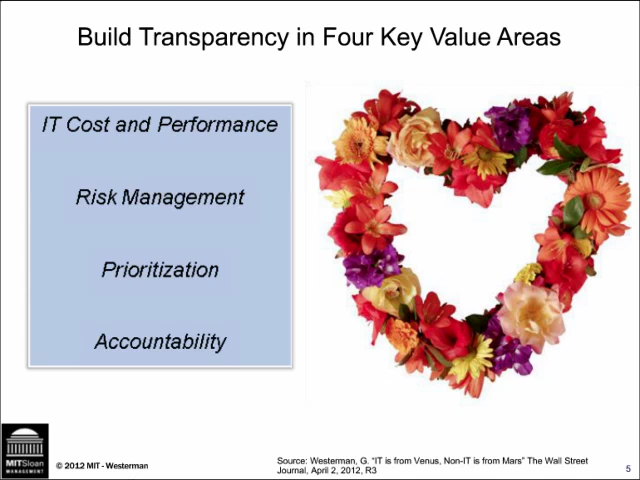 Build Transparency in Four Key Value Areas
IT Cost and Performance
Risk Management
Prioritization
Accountability
MITSloan
MANAGEMENT
© 2012 MIT - Westerman
Source: Westerman, G. “IT is from Venus, Non-IT is from Mars” The Wall Street
Journal, April 2, 2012, R3
5